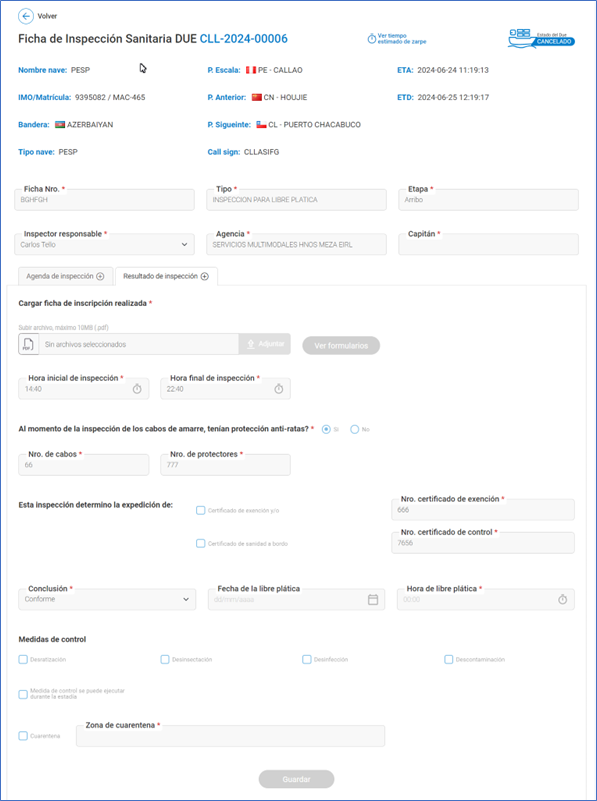 Volver
Ficha de Inspección Sanitaria DUE CLL-2024-00006
Ver tiempo
estimado de zarpe
Estado del Due
CANCELADO
Nombre nave: PESP
P. Escala: PE - CALLAO
ETA: 2024-06-24 11:19:13
IMO/Matrícula: 9395082 / MAC-465
P. Anterior: CN - HOUJIE
ETD: 2024-06-25 12:19:17
Bandera: AZERBAIYAN
P. Sigueinte: CL - PUERTO CHACABUCO
Tipo nave: PESP
Call sign: CLLASIFG
Ficha Nro. *
BGHFGH
Tipo *
INSPECCION PARA LIBRE PLATICA
Etapa *
Arribo
Inspector responsable *
Carlos Tello
Agencia *
SERVICIOS MULTIMODALES HNOS MEZA EIRL
Capitán *
Agenda de inspección
Resultado de inspección
Cargar ficha de inscripción realizada *
Subir archivo, máximo 10MB (.pdf)
PDF
Sin archivos seleccionados
Adjuntar
Ver formularios
Hora inicial de inspección *
14:40
Hora final de inspección *
22:40
Al momento de la inspección de los cabos de amarre, tenían protección anti-ratas? * Si No
Nro. de cabos *
66
Nro. de protectores *
777
Esta inspección determino la expedición de:
Certificado de exención y/o
Nro. certificado de exención *
666
Certificado de sanidad a bordo
Nro. certificado de control *
7656
Conclusión *
Conforme
Fecha de la libre plática
dd/mm/aaaa
Hora de libre plática *
00:00
Medidas de control
Desratización
Desinsectación
Desinfección
Descontaminación
Medida de control se puede ejecutar
durante la estadía
Cuarentena
Zona de cuarentena *
Guardar